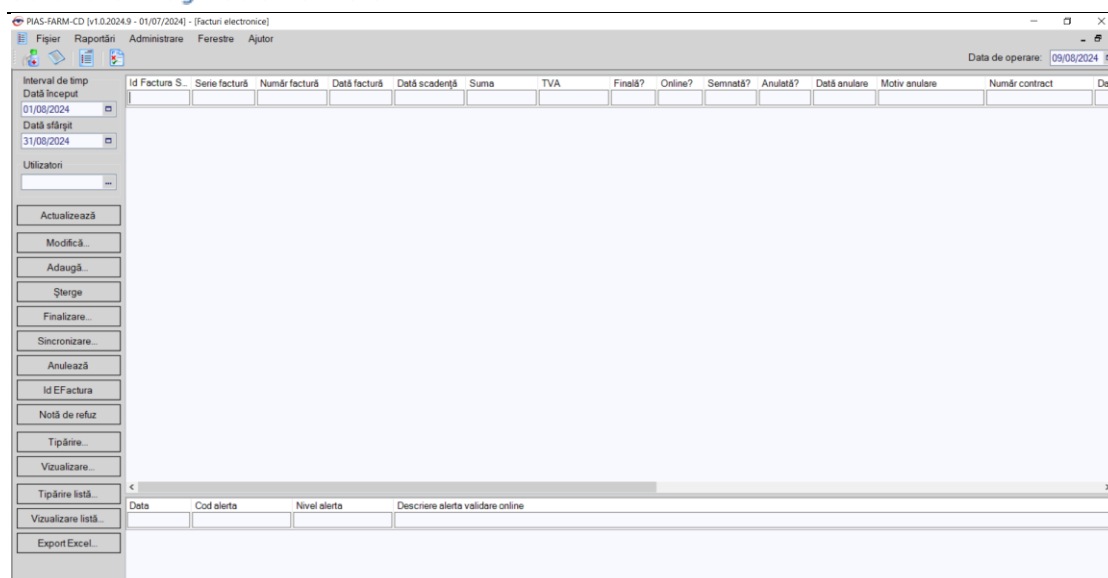 PIAS-FARM-CD [v1.0.2024.9 - 01/07/2024] - [Facturi electronice]
Fişier Raportări Administrare Ferestre Ajutor
Data de operare: 09/08/2024
Interval de timp
Dată început
01/08/2024
Dată sfârşit
31/08/2024
Utilizatori
...
Actualizează
Modifică...
Adaugă...
Şterge
Finalizare...
Sincronizare...
Anulează
Id EFactura
Notă de refuz
Tipărire...
Vizualizare...
Tipărire listă...
Vizualizare listă...
Export Excel...
Id Factura S... Serie factură Număr factură Dată factură Dată scadenţă Suma TVA Finală? Online? Semnată? Anulată? Dată anulare Motiv anulare Număr contract Da
Data Cod alerta Nivel alerta Descriere alerta validare online